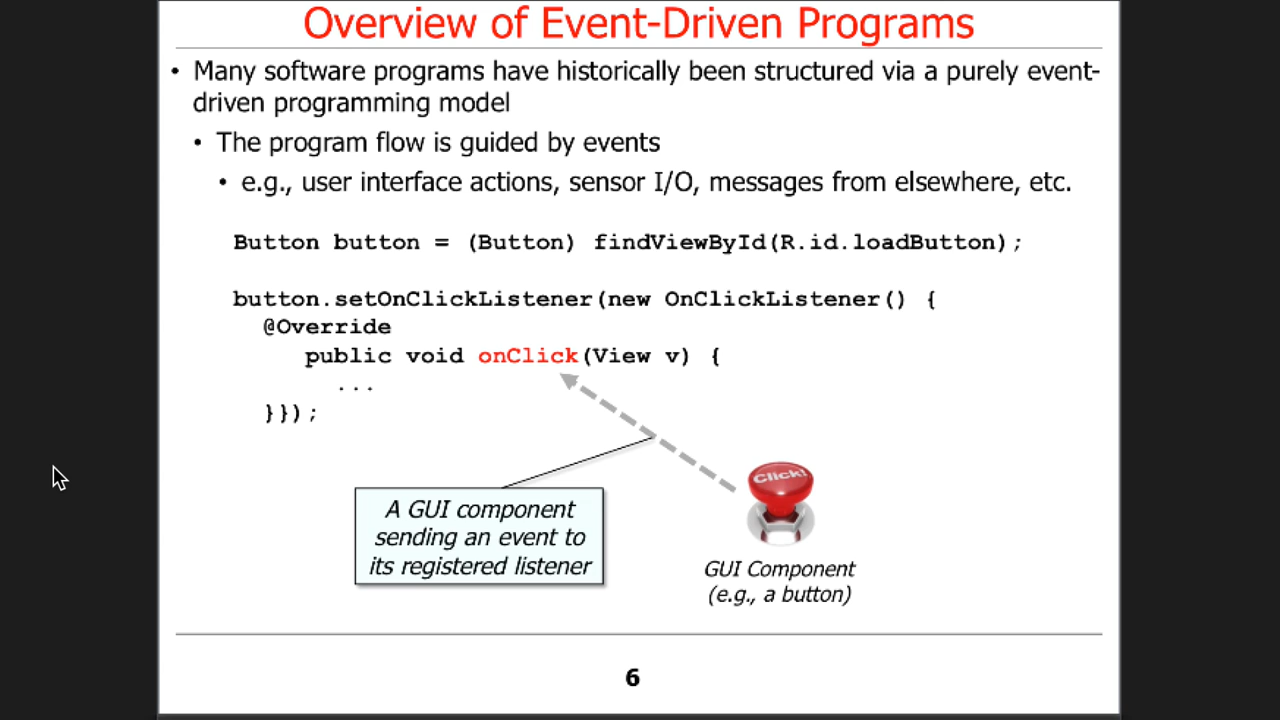 Overview of Event-Driven Programs
• Many software programs have historically been structured via a purely event-
driven programming model
• The program flow is guided by events
• e.g., user interface actions, sensor I/O, messages from elsewhere, etc.
Button button = (Button) findViewById(R.id.loadButton);
button.setOnClickListener(new OnClickListener() {
@Override
public void onClick(View v) {
...
}});
Click!
A GUI component
sending an event to
its registered listener
GUI Component
(e.g., a button)
6